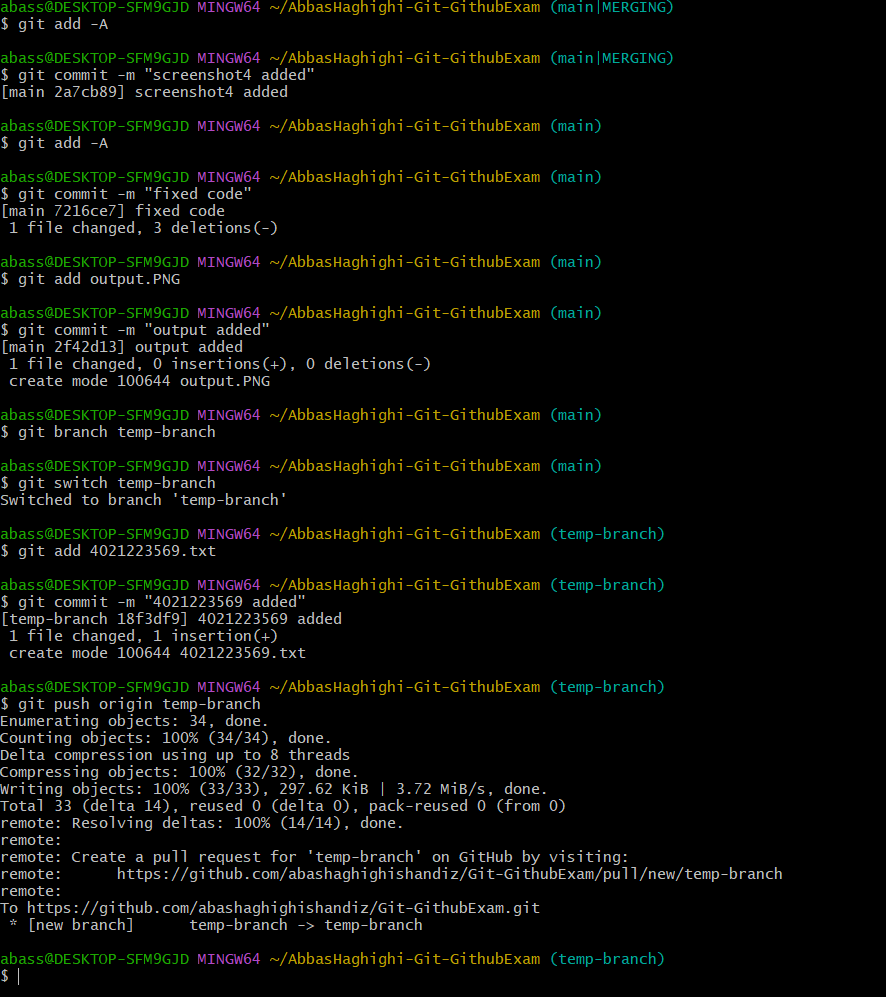 abass@DESKTOP-SFM9GJD MINGW64 ~/AbbasHaghighi-Git-GithubExam (main|MERGING)
$ git add -A
abass@DESKTOP-SFM9GJD MINGW64 ~/AbbasHaghighi-Git-GithubExam (main|MERGING)
$ git commit -m "screenshot4 added"
[main 2a7cb89] screenshot4 added
abass@DESKTOP-SFM9GJD MINGW64 ~/AbbasHaghighi-Git-GithubExam (main)
$ git add -A
abass@DESKTOP-SFM9GJD MINGW64 ~/AbbasHaghighi-Git-GithubExam (main)
$ git commit -m "fixed code"
[main 7216ce7] fixed code
 1 file changed, 3 deletions(-)
abass@DESKTOP-SFM9GJD MINGW64 ~/AbbasHaghighi-Git-GithubExam (main)
$ git add output.PNG
abass@DESKTOP-SFM9GJD MINGW64 ~/AbbasHaghighi-Git-GithubExam (main)
$ git commit -m "output added"
[main 2f42d13] output added
 1 file changed, 0 insertions(+), 0 deletions(-)
 create mode 100644 output.PNG
abass@DESKTOP-SFM9GJD MINGW64 ~/AbbasHaghighi-Git-GithubExam (main)
$ git branch temp-branch
abass@DESKTOP-SFM9GJD MINGW64 ~/AbbasHaghighi-Git-GithubExam (main)
$ git switch temp-branch
Switched to branch 'temp-branch'
abass@DESKTOP-SFM9GJD MINGW64 ~/AbbasHaghighi-Git-GithubExam (temp-branch)
$ git add 4021223569.txt
abass@DESKTOP-SFM9GJD MINGW64 ~/AbbasHaghighi-Git-GithubExam (temp-branch)
$ git commit -m "4021223569 added"
[temp-branch 18f3df9] 4021223569 added
 1 file changed, 1 insertion(+)
 create mode 100644 4021223569.txt
abass@DESKTOP-SFM9GJD MINGW64 ~/AbbasHaghighi-Git-GithubExam (temp-branch)
$ git push origin temp-branch
Enumerating objects: 34, done.
Counting objects: 100% (34/34), done.
Delta compression using up to 8 threads
Compressing objects: 100% (32/32), done.
Writing objects: 100% (33/33), 297.62 KiB | 3.72 MiB/s, done.
Total 33 (delta 14), reused 0 (delta 0), pack-reused 0 (from 0)
remote: Resolving deltas: 100% (14/14), done.
remote:
remote: Create a pull request for 'temp-branch' on GitHub by visiting:
remote:      https://github.com/abashaghighishandiz/Git-GithubExam/pull/new/temp-branch
remote:
To https://github.com/abashaghighishandiz/Git-GithubExam.git
 * [new branch]      temp-branch -> temp-branch
abass@DESKTOP-SFM9GJD MINGW64 ~/AbbasHaghighi-Git-GithubExam (temp-branch)
$